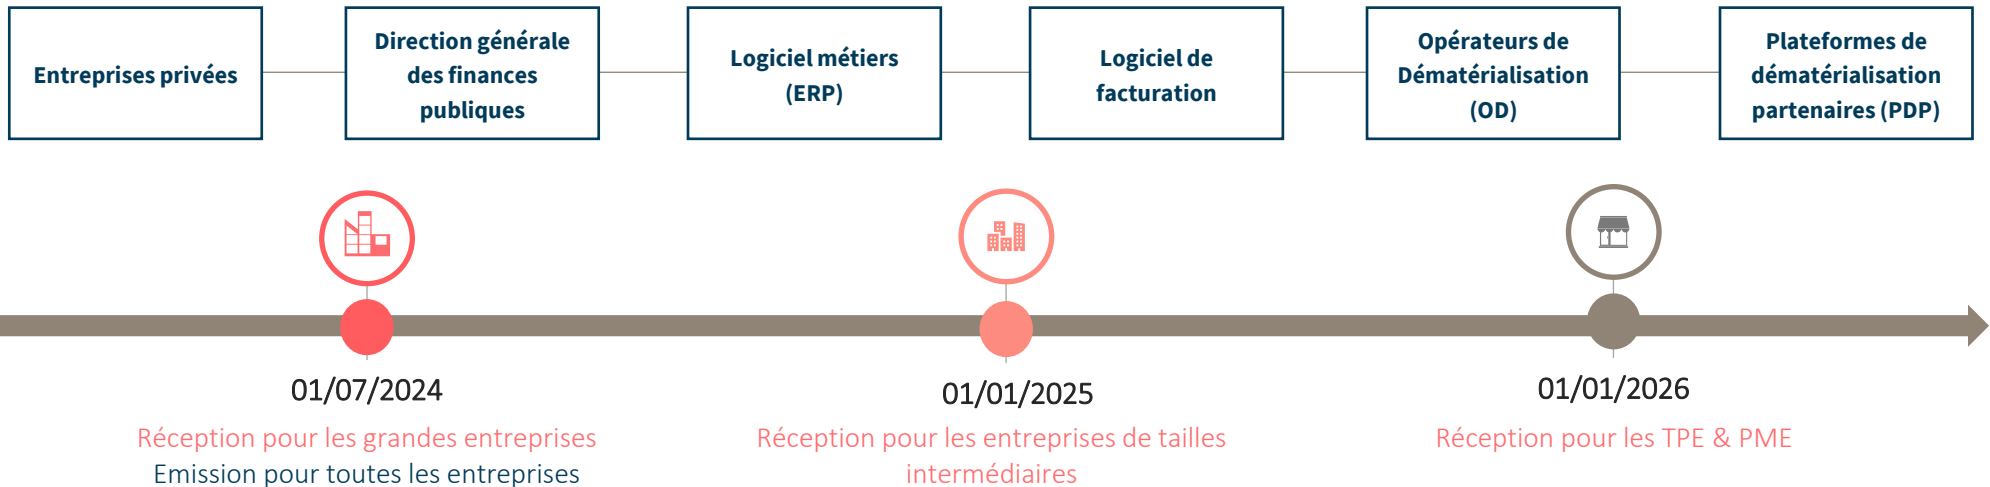 Entreprises privées
Direction générale
des finances
publiques
Logiciel métiers
(ERP)
Logiciel de
facturation
Opérateurs de
Dématérialisation
(OD)
Plateformes de
dématérialisation
partenaires (PDP)
01/07/2024
Réception pour les grandes entreprises
Emission pour toutes les entreprises
01/01/2025
Réception pour les entreprises de tailles
intermédiaires
01/01/2026
Réception pour les TPE & PME